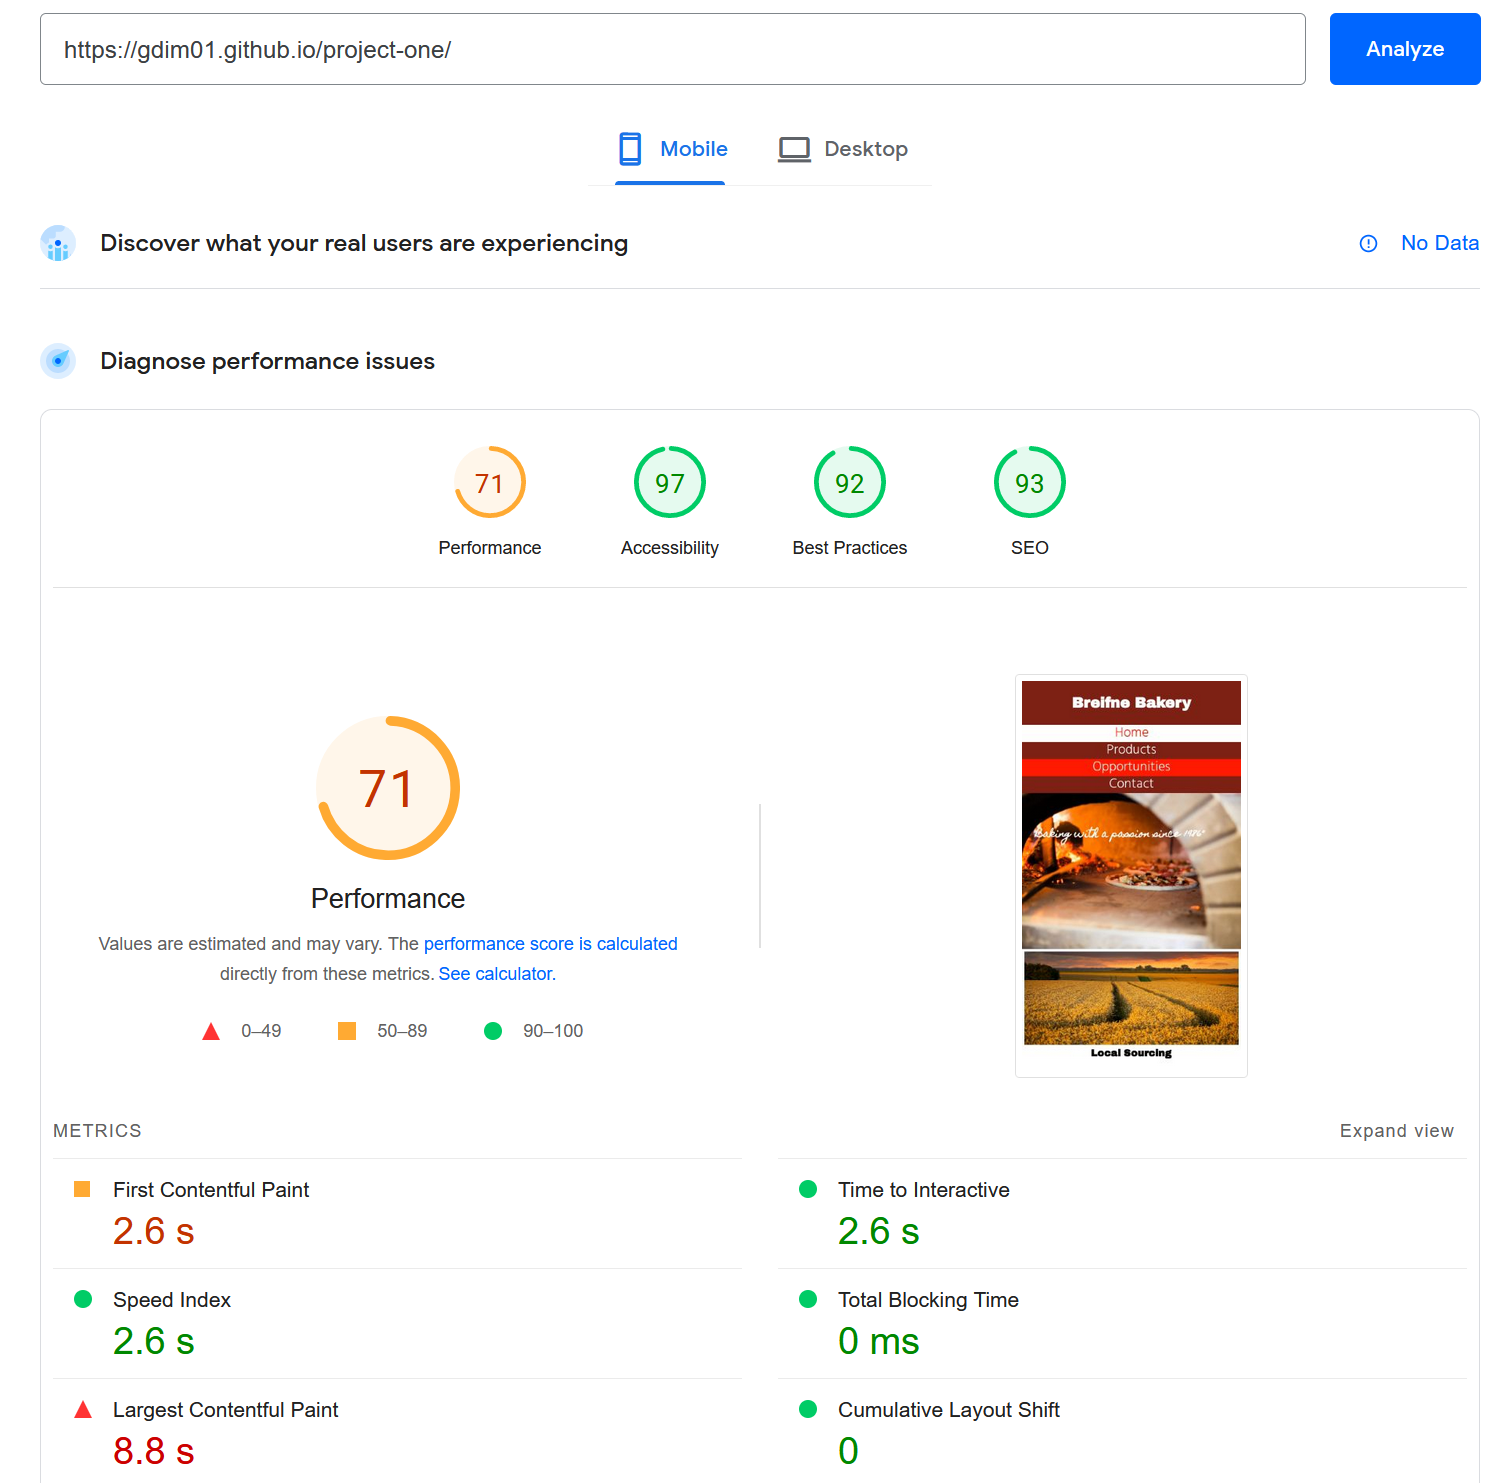 https://gdim01.github.io/project-one/
Analyze
Mobile
Desktop
Discover what your real users are experiencing
No Data
Diagnose performance issues
71
97
92
93
Performance
Accessibility
Best Practices
SEO
71
Performance
Values are estimated and may vary. The performance score is calculated
directly from these metrics. See calculator.
0–49
50–89
90–100
Breifne Bakery
Home
Products
Opportunities
Contact
Baking with a passion since 1976"
Local Sourcing
METRICS
Expand view
First Contentful Paint
2.6 s
Time to Interactive
2.6 s
Speed Index
2.6 s
Total Blocking Time
0 ms
Largest Contentful Paint
8.8 s
Cumulative Layout Shift
0